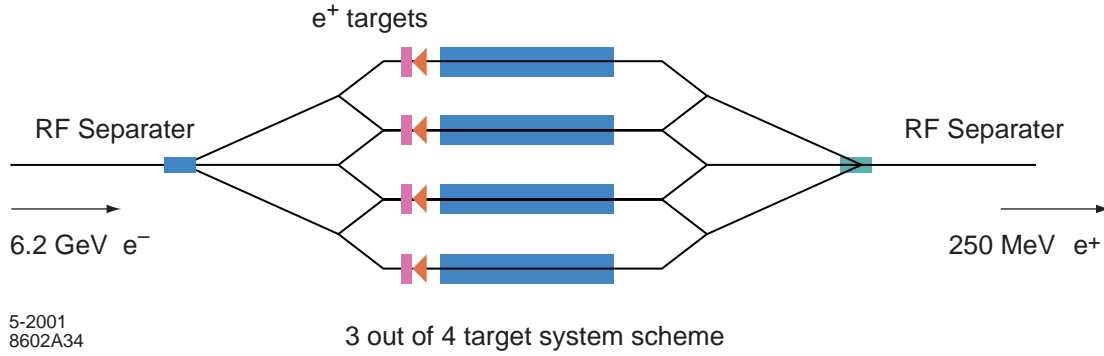 e+ targets
RF Separater
RF Separater
6.2 GeV e–
250 MeV e+
5-2001
8602A34
3 out of 4 target system scheme